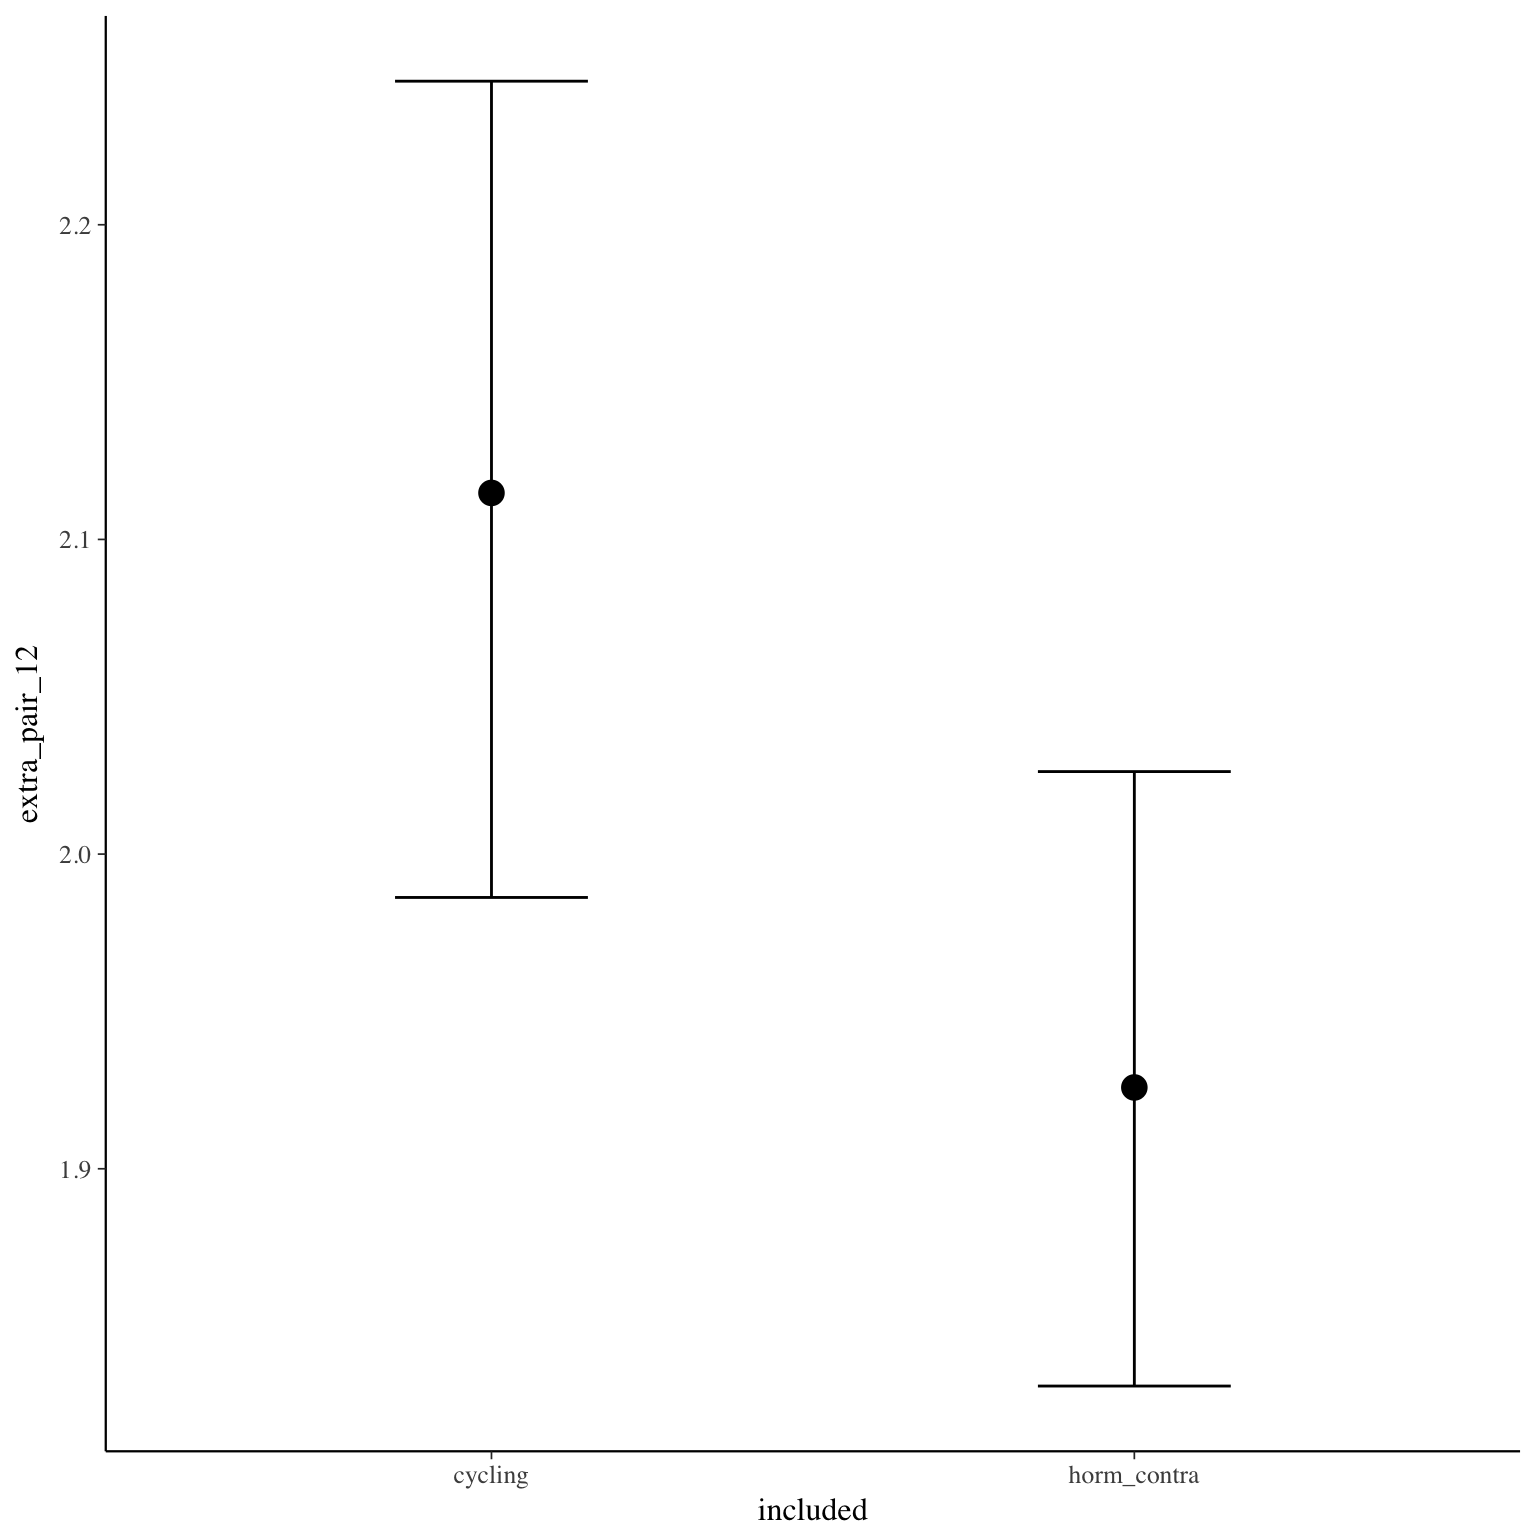 2.2
2.1
2.0
1.9
extra_pair_12
cycling
horm_contra
included